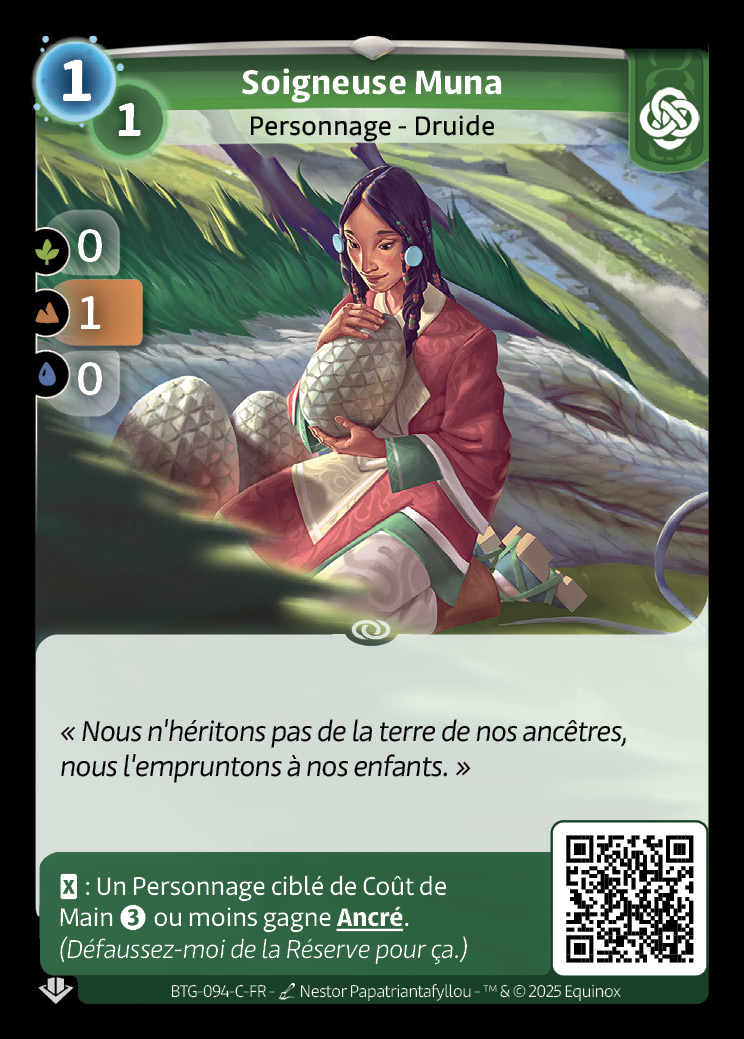 1
1
Soigneuse Muna
Personnage - Druide
0
1
0
« Nous n'héritons pas de la terre de nos ancêtres,
nous l'empruntons à nos enfants. »
X : Un Personnage ciblé de Coût de
Main 3 ou moins gagne Ancré.
(Défaussez-moi de la Réserve pour ça.)
BTG-094-C-FR - Nestor Papatriantafyllou - ™ & © 2025 Equinox